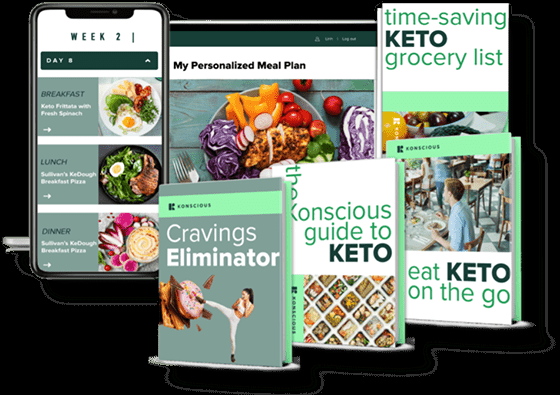 WEEK 2 |
DAY 8
BREAKFAST
Keto Frittata with
Fresh Spinach
LUNCH
Sullivan's KeDough
Breakfast Pizza
DINNER
Sullivan's KeDough
Breakfast Pizza
Log out
My Personalized Meal Plan
time-saving
KETO
grocery list
KONSCIOUS
Cravings
Eliminator
the
Konscious
guide to
KETO
KONSCIOUS
KONSCIOUS
eat KETO
on the go